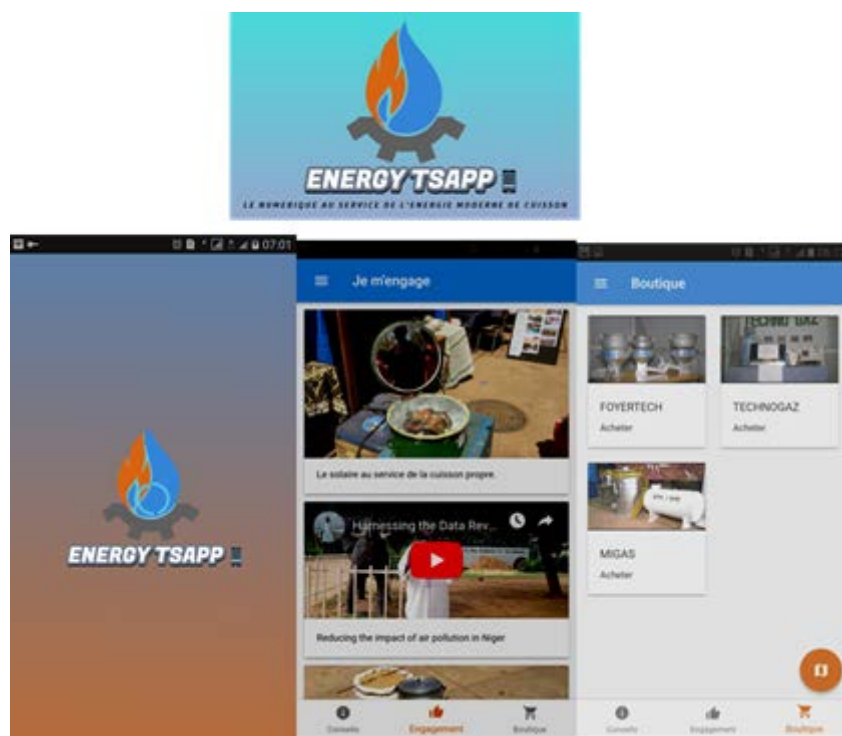 ENERGY TSAPP
LE NUMERIQUE AU SERVICE DE L'ENERGIE MODERNE DE CUISSON
07:01
ENERGY TSAPP
Je m'engage
Le solaire au service de la cuisson propre.
Harnessing the Data Rev...
Reducing the impact of air pollution in Niger
Conseils
Engagement
Boutique
Boutique
TECHNO GAZ
FOYERTECH
TECHNOGAZ
Acheter
Acheter
MIGAS
Acheter
Conseils
Engagement
Boutique